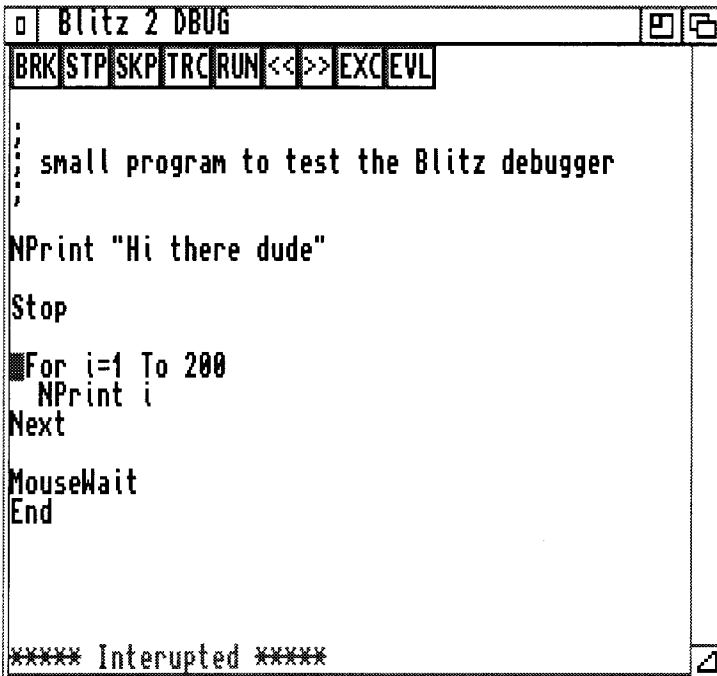 Blitz 2 DBUG
BRK STP SKP TRC RUN << >> EXC EVL
;
; small program to test the Blitz debugger
;
NPrint "Hi there dude"
Stop
For i=1 To 200
NPrint i
Next
MouseWait
End
***** Interupted *****